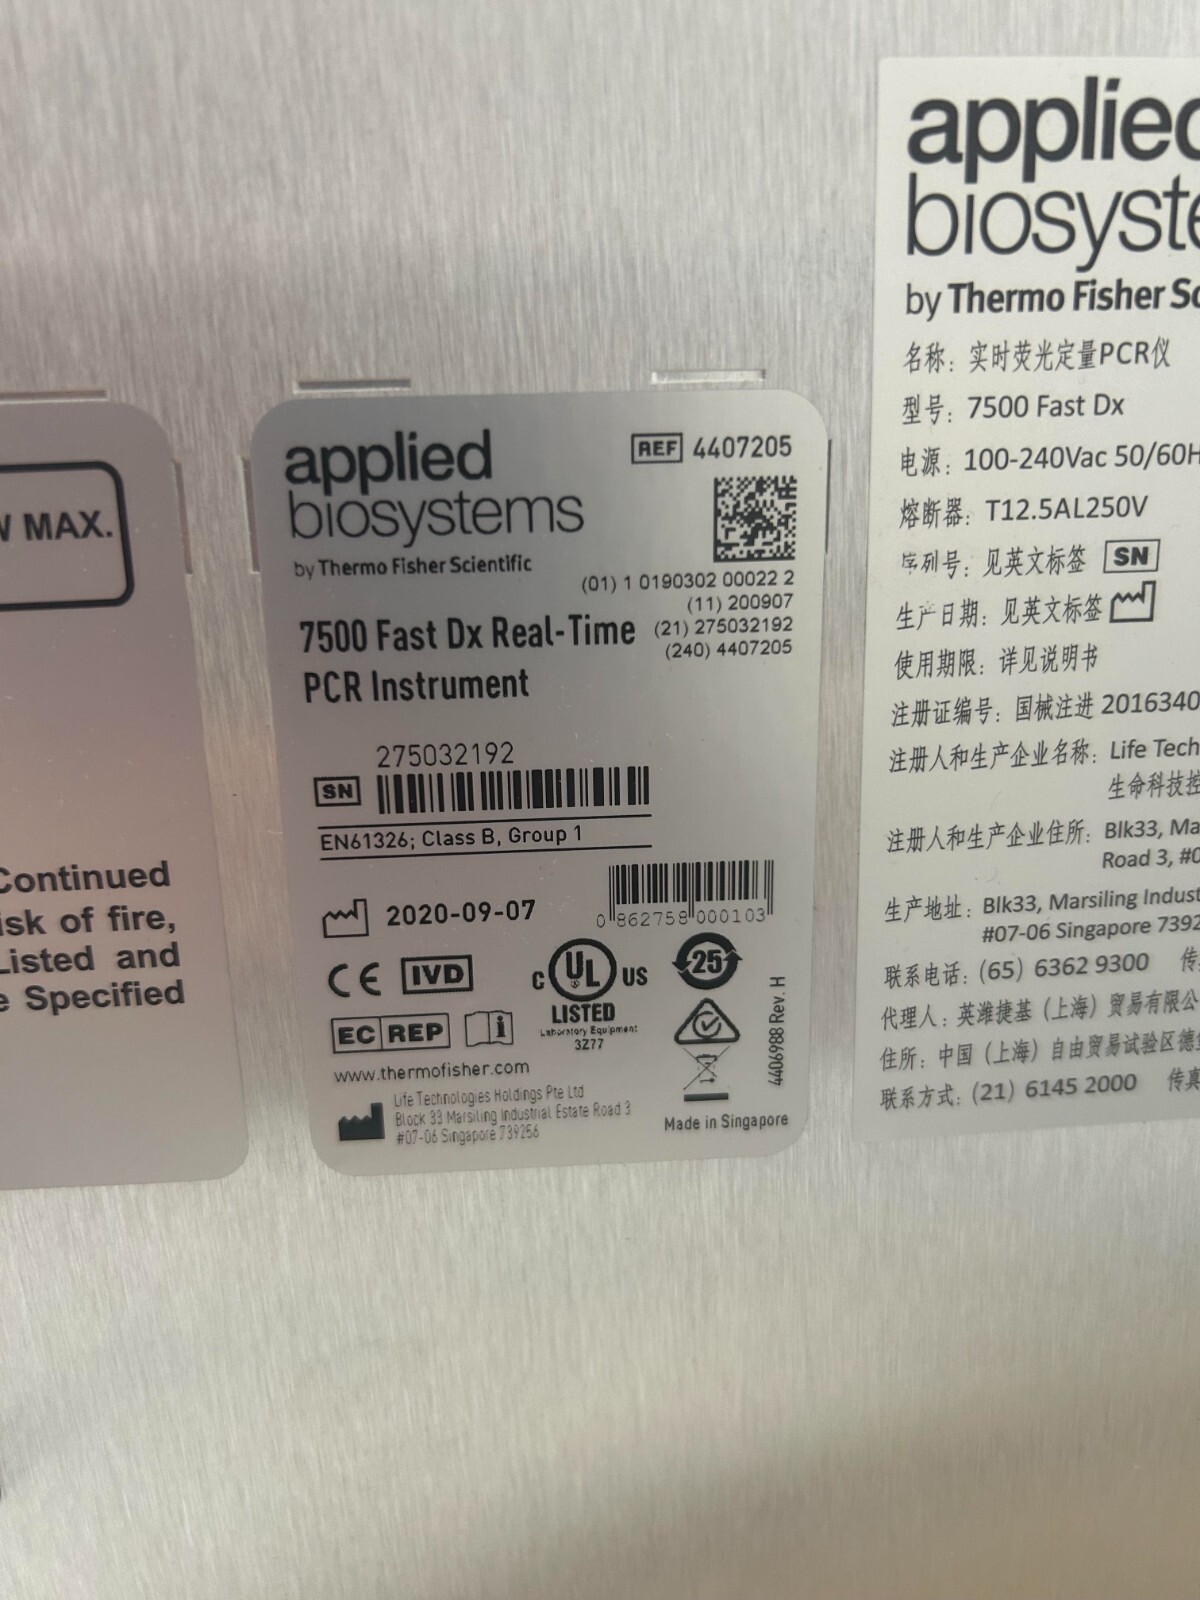 W MAX.
Continued
isk of fire,
Listed and
e Specified
applied
biosystems
by Thermo Fisher Scientific
REF 4407205
(01) 1 0190302 00022 2
(11) 200907
(21) 275032192
(240) 4407205
7500 Fast Dx Real-Time
PCR Instrument
275032192
SN
EN61326; Class B, Group 1
2020-09-07
0 862758 000103
CE IVD
C UL US
LISTED
Laboratory Equipment
3Z77
25
EC REP
www.thermofisher.com
Life Technologies Holdings Pte Ltd
Block 33 Marsiling Industrial Estate Road 3
#07-06 Singapore 739256
4406988 Rev. H
Made in Singapore
applied
biosyste
by Thermo Fisher Sc
名称：实时荧光定量PCR仪
型号：7500 Fast Dx
电源：100-240Vac 50/60H
熔断器：T12.5AL250V
序列号：见英文标签 SN
生产日期：见英文标签
使用期限：详见说明书
注册证编号：国械注进 2016340
注册人和生产企业名称：Life Tech
生命科技控
注册人和生产企业住所：Blk33, Ma
Road 3, #0
生产地址：Blk33, Marsiling Indust
#07-06 Singapore 7392
联系电话：(65) 6362 9300 传
代理人：英潍捷基（上海）贸易有限公
住所：中国（上海）自由贸易试验区德
联系方式：(21) 6145 2000 传真